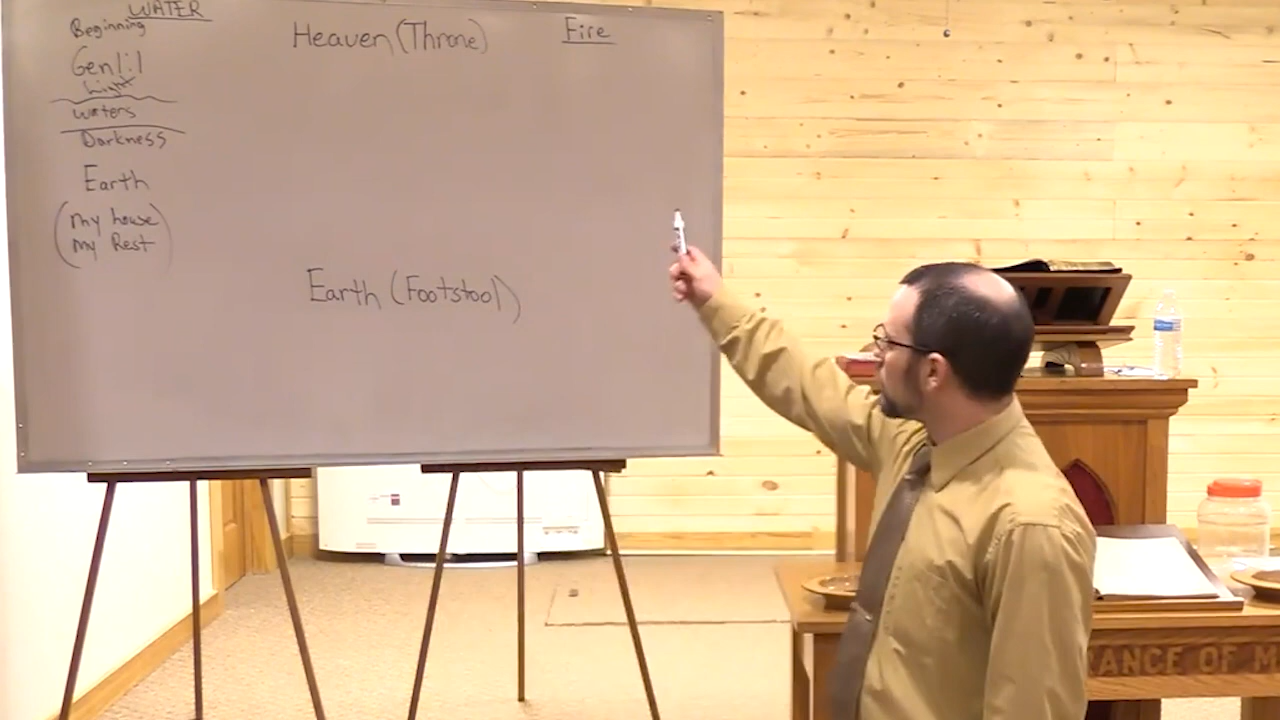 WATER
Beginning
Gen 1:1
Light
waters
Darkness
Earth
(my house
my Rest)
Heaven (Throne)
Fire
Earth (Footstool)
RANCE OF M